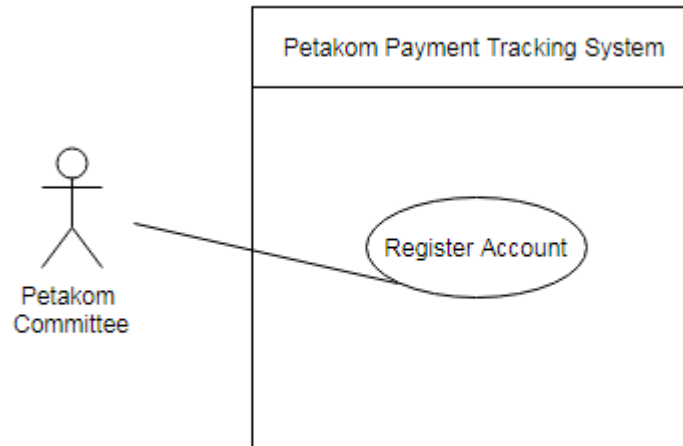 Petakom Payment Tracking System
Register Account
Petakom
Committee